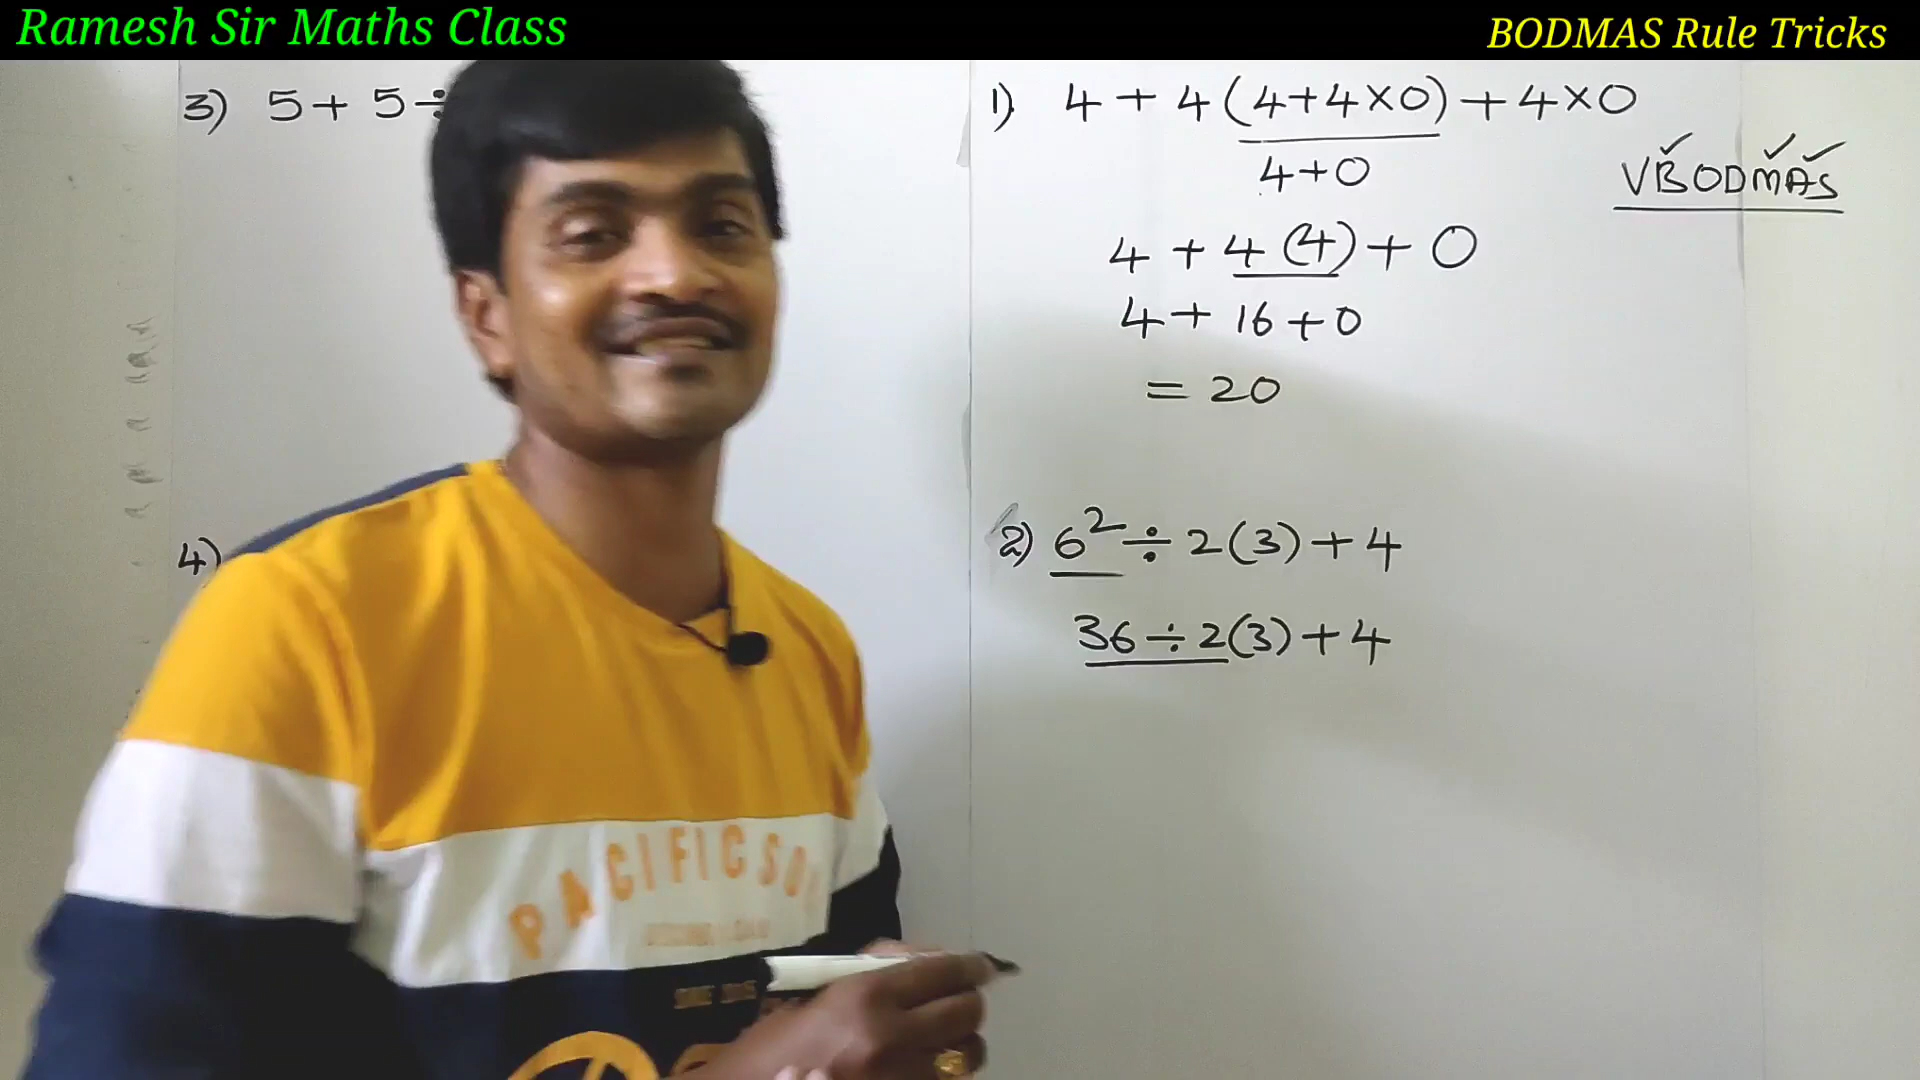 Ramesh Sir Maths Class
BODMAS Rule Tricks
3) 5 + 5 ÷
4)
1) 4 + 4 (4+4×0) + 4×0
4+0
VBODMAS
4 + 4 (4) + 0
4 + 16 + 0
= 20
2) 6² ÷ 2(3) + 4
36 ÷ 2(3) + 4
PACIFIC SO